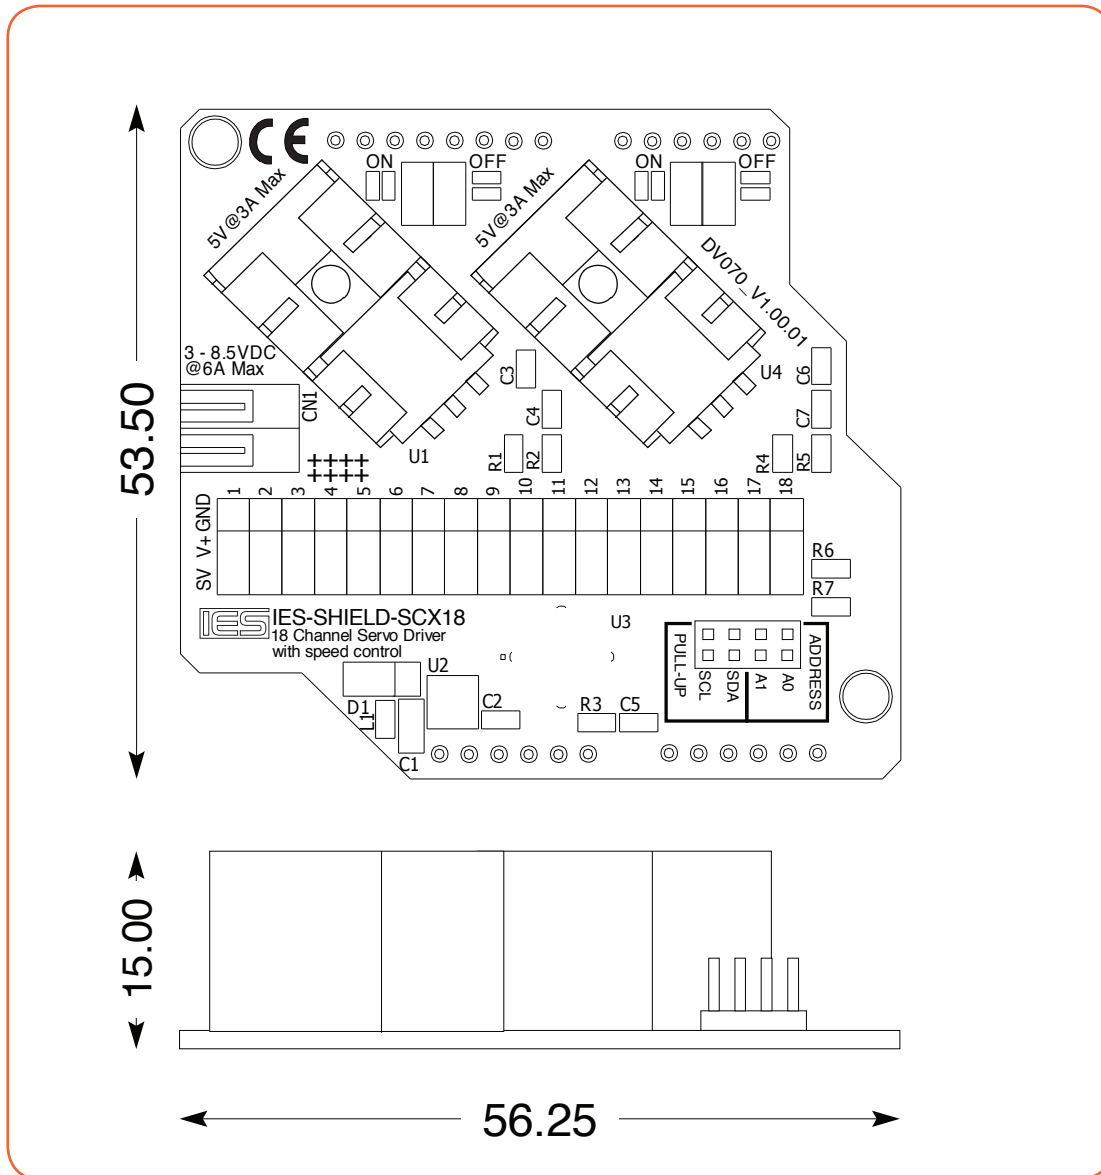 CE
ON OFF
ON OFF
5V@3A Max
5V@3A Max
DV070_V1.00.01
3 - 8.5VDC
@6A Max
CN1
C3
U4
C6
C4
C7
U1
R1
R2
R4
R5
53.50
SV V+ GND
1 2 3 4 5 6 7 8 9 10 11 12 13 14 15 16 17 18
R6
R7
IES
IES-SHIELD-SCX18
18 Channel Servo Driver
with speed control
U3
U2
PULL-UP
SCL
SDA
A1
A0
ADDRESS
D1
L1
C1
C2
R3
C5
15.00
56.25